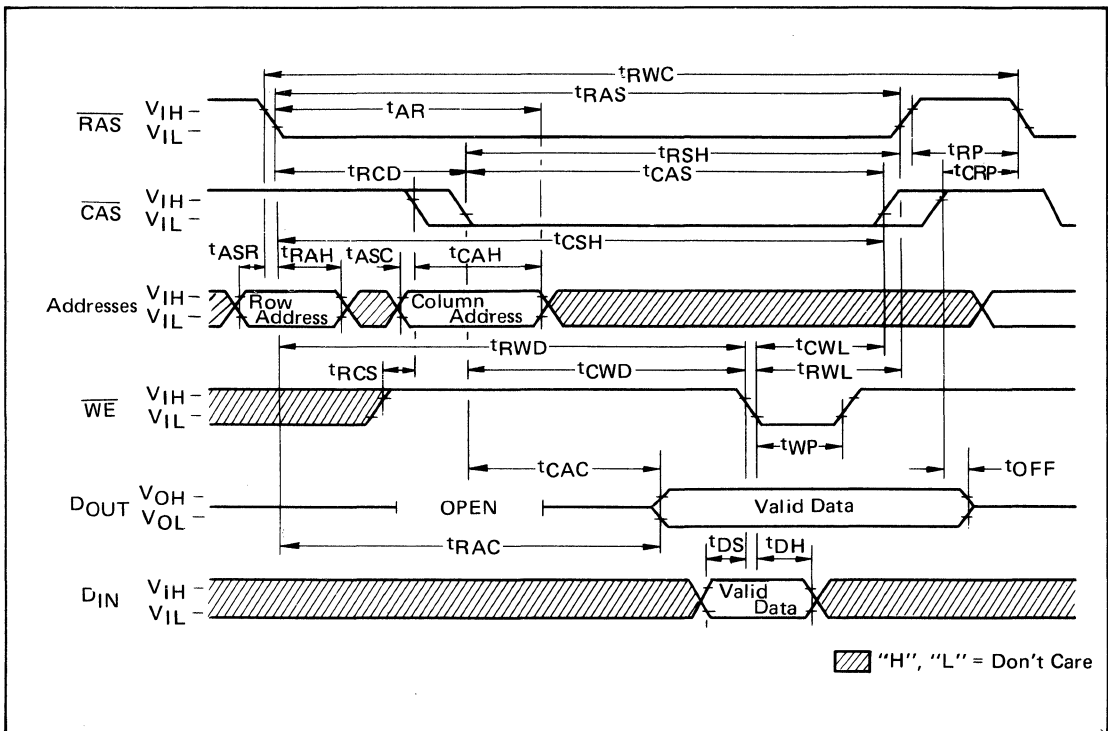 tRWC
tRAS
tAR
RAS VIH
VIL
tRSH tRP
tRCD tCAS tCRP
CAS VIH
VIL
tCSH
tASR tRAH tASC tCAH
Addresses VIH
VIL
Row Address
Column Address
tRWD tCWL
tRCS tCWD tRWL
WE VIH
VIL
tWP
tCAC tOFF
DOUT VOH
VOL
OPEN Valid Data
tRAC tDS tDH
DIN VIH
VIL
Valid Data
"H", "L" = Don't Care